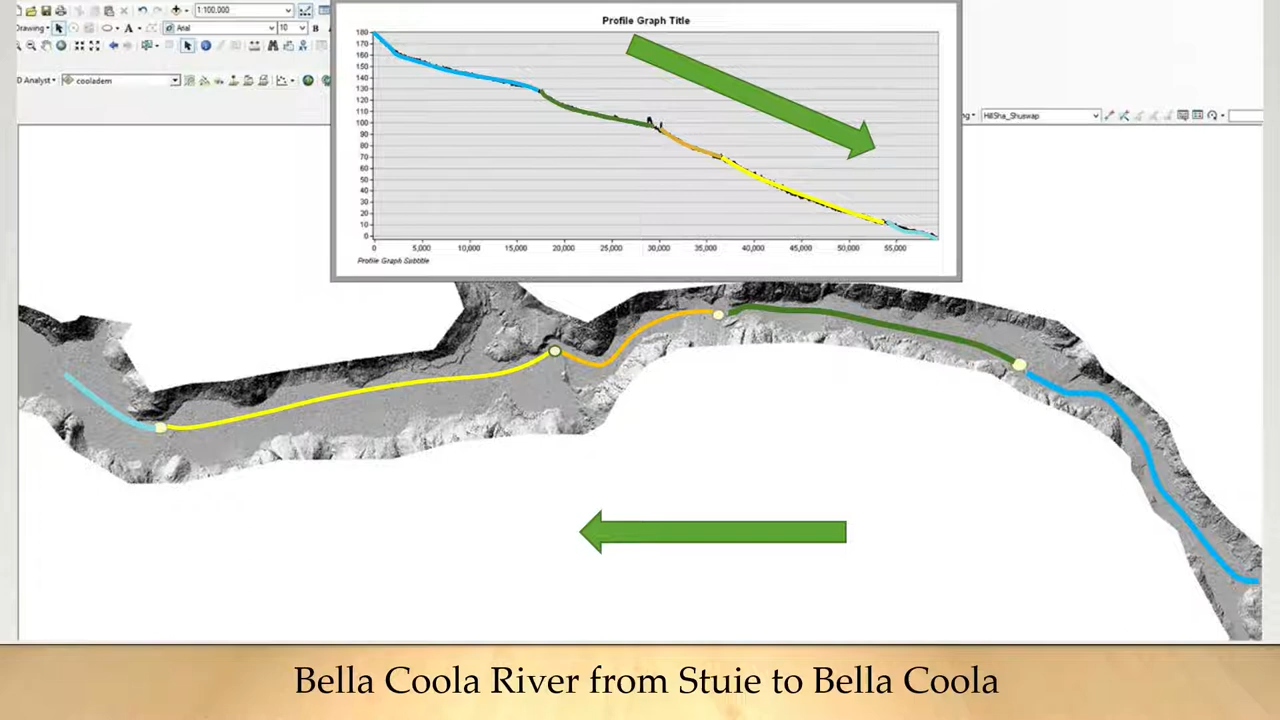 1:100,000
Drawing
A
Arial
10
B
D Analyst
cooladem
HillSha_Shuswap
Profile Graph Title
180
170
160
150
140
130
120
110
100
90
80
70
60
50
40
30
20
10
0
0 5,000 10,000 15,000 20,000 25,000 30,000 35,000 40,000 45,000 50,000 55,000
Profile Graph Subtitle
Bella Coola River from Stuie to Bella Coola